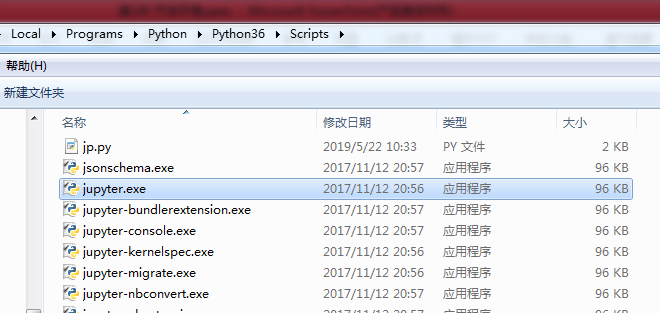 Local Programs Python Python36 Scripts
帮助(H)
新建文件夹
名称 修改日期 类型 大小
jp.py 2019/5/22 10:33 PY 文件 2 KB
jsonschema.exe 2017/11/12 20:57 应用程序 96 KB
jupyter.exe 2017/11/12 20:56 应用程序 96 KB
jupyter-bundlerextension.exe 2017/11/12 20:57 应用程序 96 KB
jupyter-console.exe 2017/11/12 20:57 应用程序 96 KB
jupyter-kernelspec.exe 2017/11/12 20:56 应用程序 96 KB
jupyter-migrate.exe 2017/11/12 20:56 应用程序 96 KB
jupyter-nbconvert.exe 2017/11/12 20:57 应用程序 96 KB